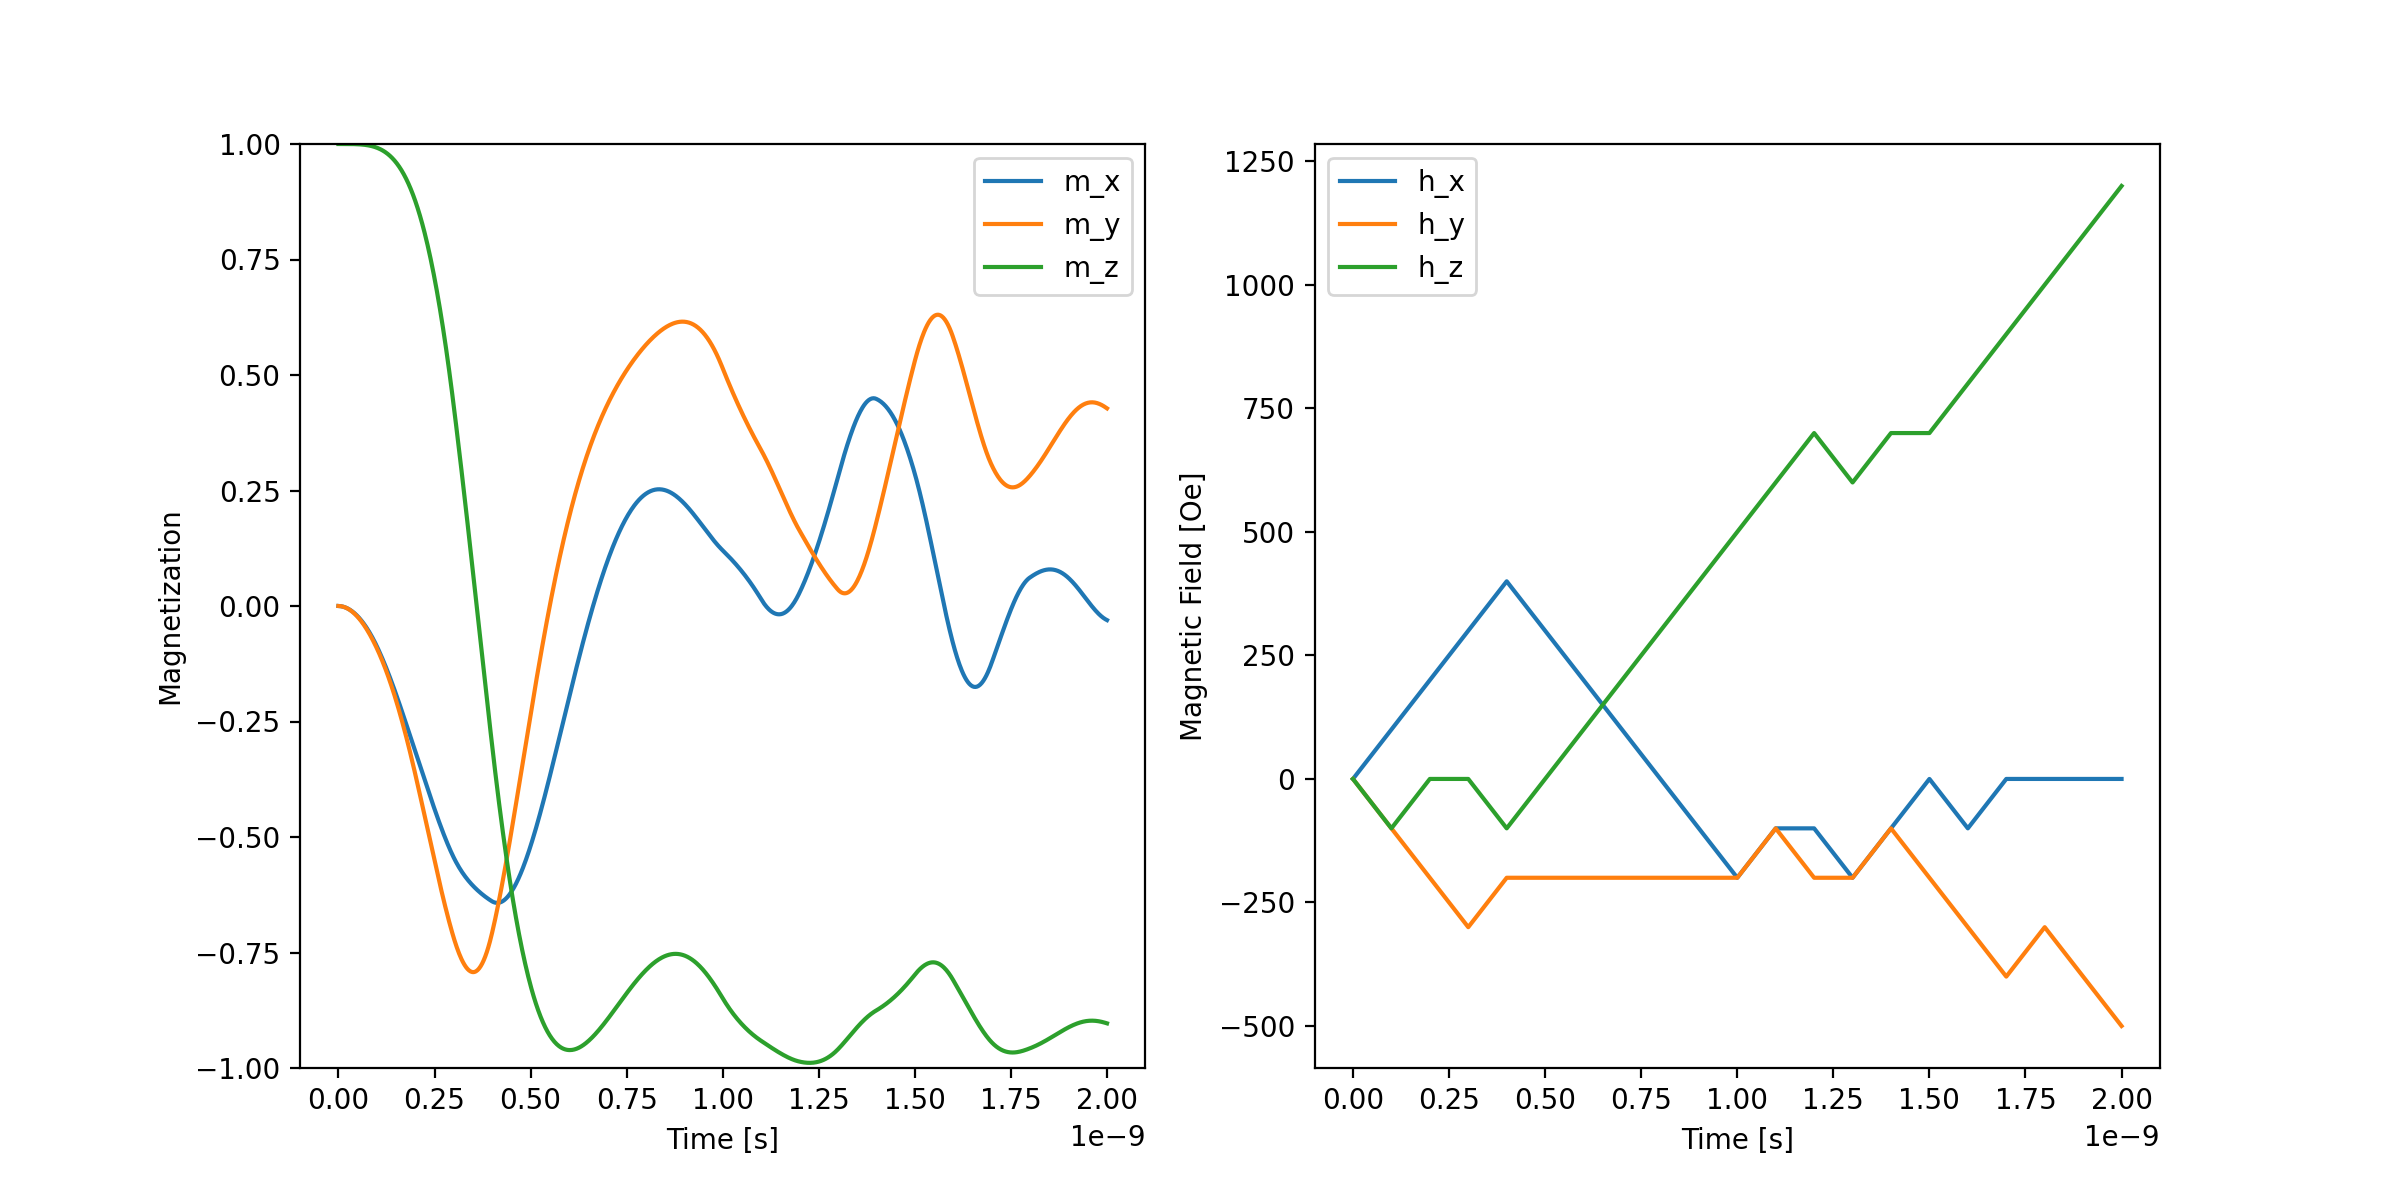 1.00
0.75
0.50
0.25
0.00
−0.25
−0.50
−0.75
−1.00
Magnetization
m_x
m_y
m_z
0.00 0.25 0.50 0.75 1.00 1.25 1.50 1.75 2.00
Time [s]
1e−9
1250
1000
750
500
250
0
−250
−500
Magnetic Field [Oe]
h_x
h_y
h_z
0.00 0.25 0.50 0.75 1.00 1.25 1.50 1.75 2.00
Time [s]
1e−9